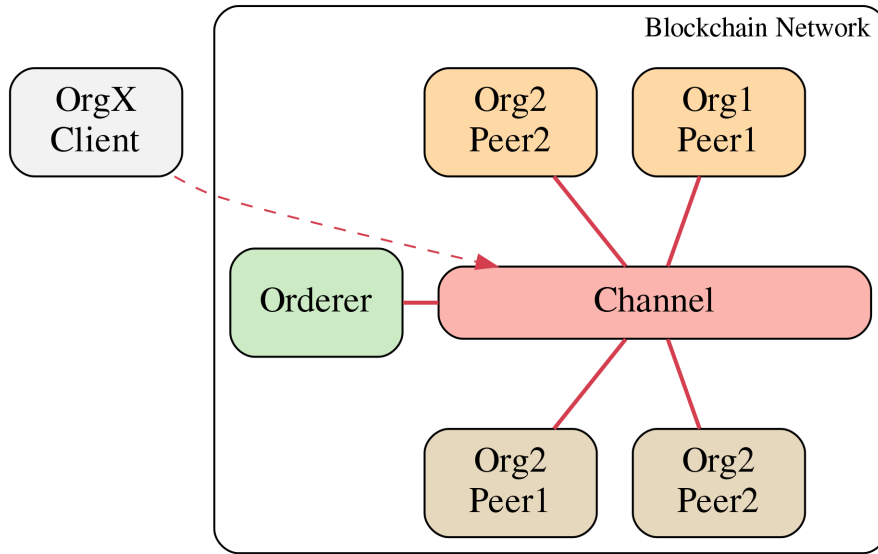 Blockchain Network
OrgX
Client
Org2
Peer2
Org1
Peer1
Orderer
Channel
Org2
Peer1
Org2
Peer2